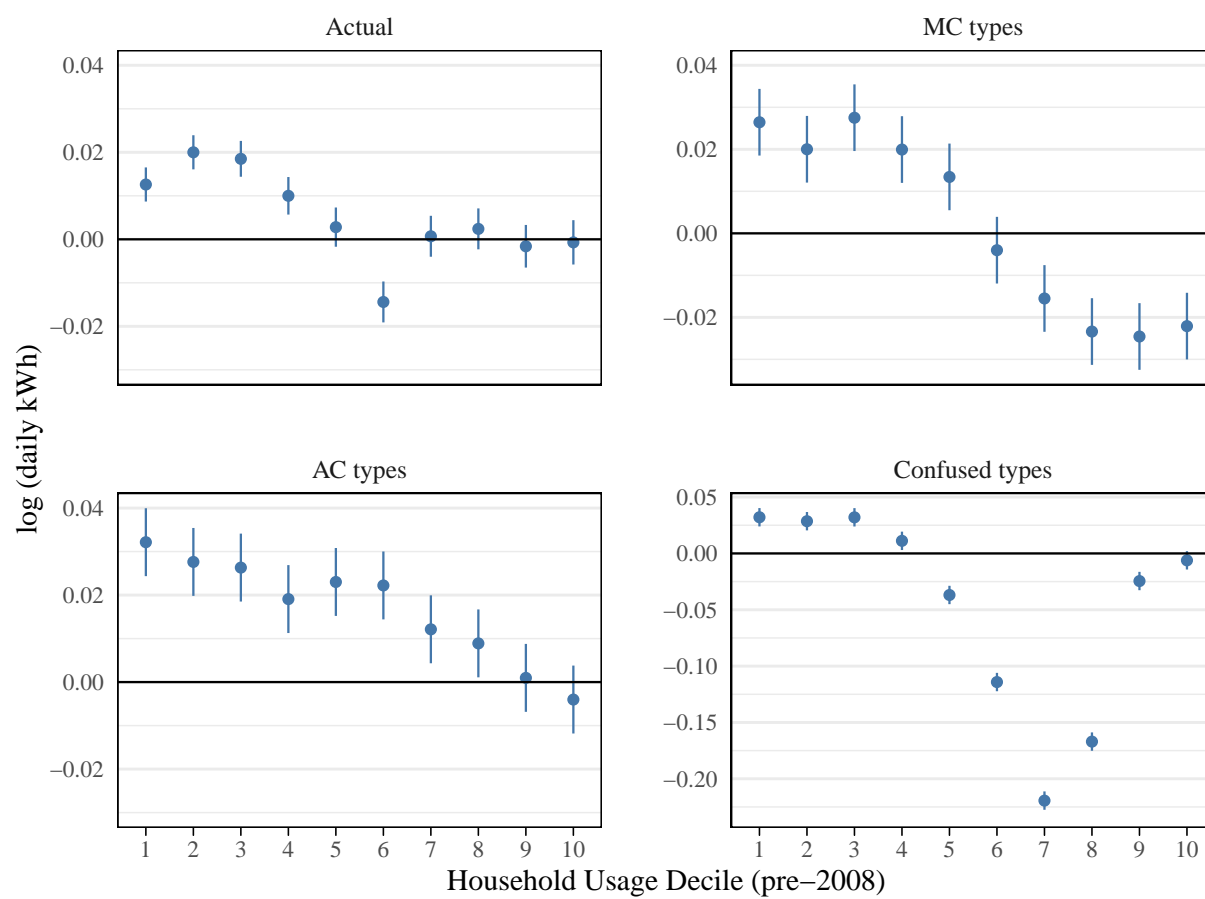 Actual
0.04
0.02
0.00
−0.02
MC types
0.04
0.02
0.00
−0.02
log (daily kWh)
AC types
0.04
0.02
0.00
−0.02
1 2 3 4 5 6 7 8 9 10
Confused types
0.05
0.00
−0.05
−0.10
−0.15
−0.20
1 2 3 4 5 6 7 8 9 10
Household Usage Decile (pre−2008)